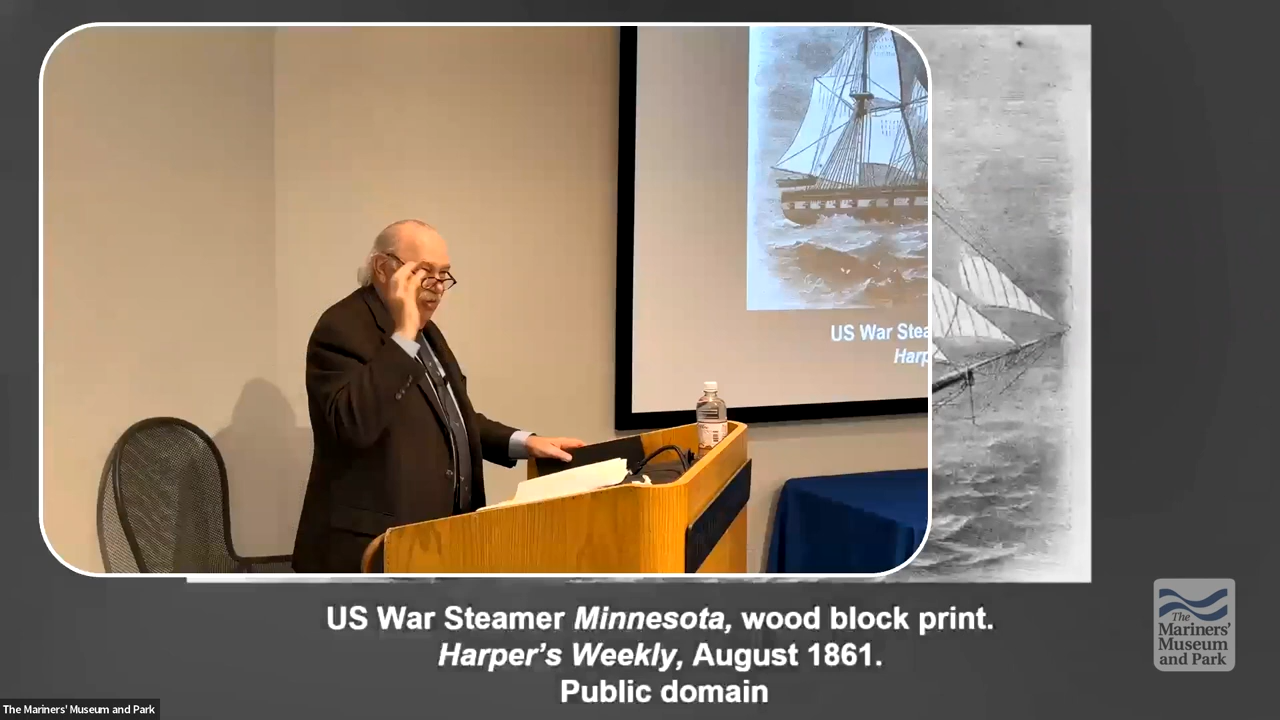 US War Stea
Harp
US War Steamer Minnesota, wood block print.
Harper's Weekly, August 1861.
Public domain
The
Mariners'
Museum
and Park
The Mariners' Museum and Park